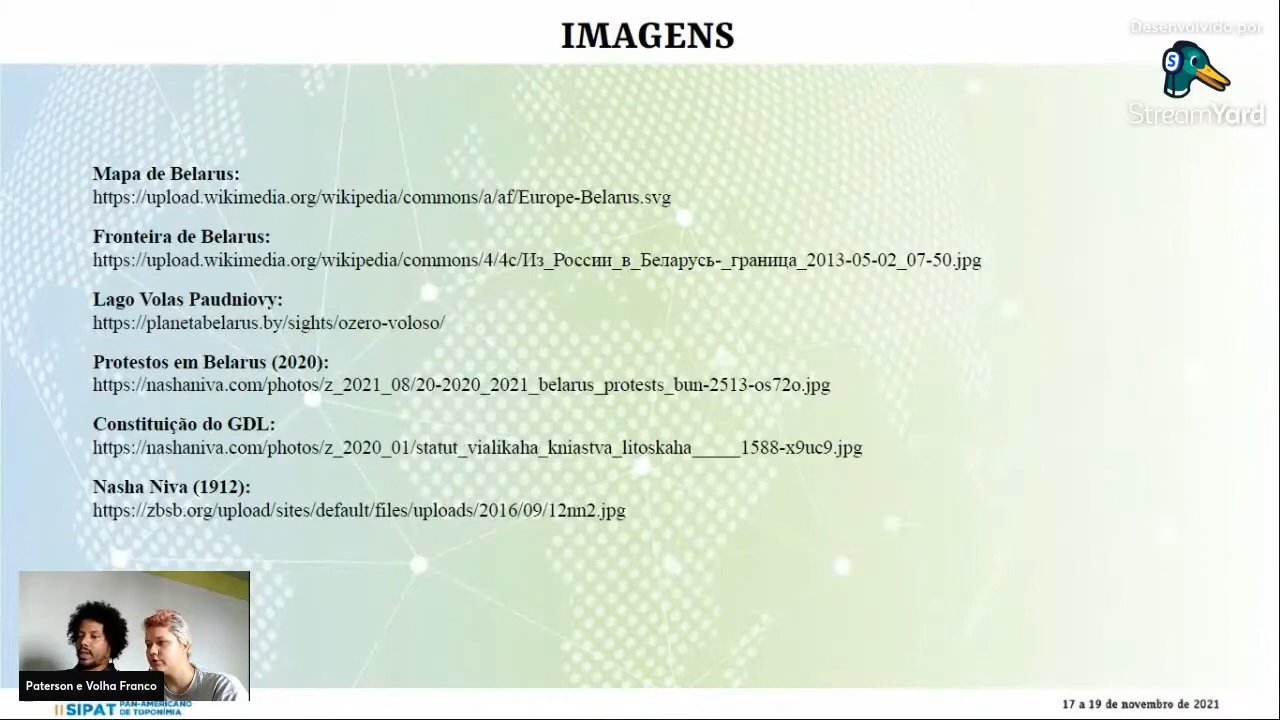 IMAGENS
Desenvolvido por
StreamYard
Mapa de Belarus:
https://upload.wikimedia.org/wikipedia/commons/a/af/Europe-Belarus.svg
Fronteira de Belarus:
https://upload.wikimedia.org/wikipedia/commons/4/4c/Из_России_в_Беларусь-_граница_2013-05-02_07-50.jpg
Lago Volas Paudniovy:
https://planetabelarus.by/sights/ozero-voloso/
Protestos em Belarus (2020):
https://nashaniva.com/photos/z_2021_08/20-2020_2021_belarus_protests_bun-2513-os72o.jpg
Constituição do GDL:
https://nashaniva.com/photos/z_2020_01/statut_vialikaha_kniastva_litoskaha_____1588-x9uc9.jpg
Nasha Niva (1912):
https://zbsb.org/upload/sites/default/files/uploads/2016/09/12nn2.jpg
Paterson e Volha Franco
II SIPAT PAN-AMERICANO
DE TOPONÍMIA
17 a 19 de novembro de 2021